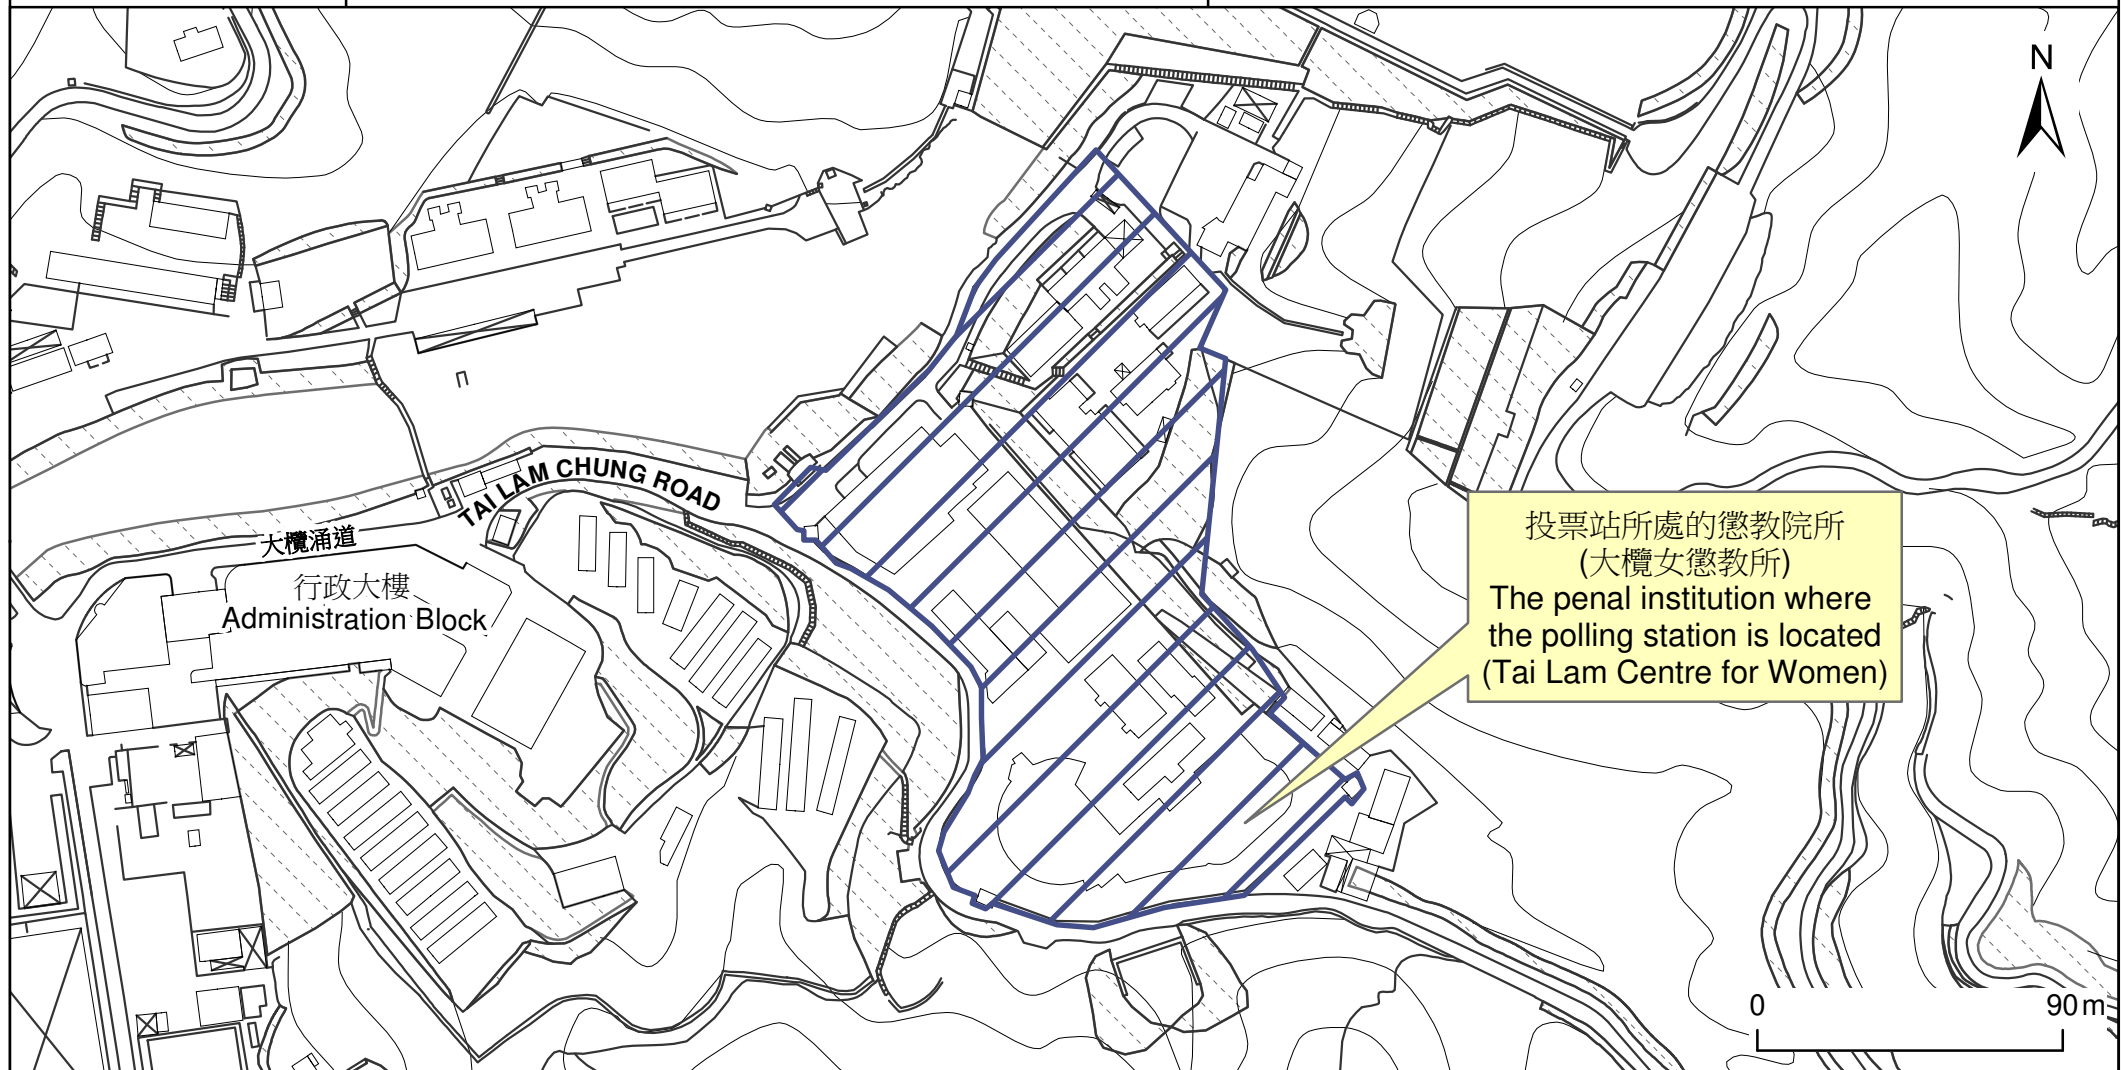 N
TAI LAM CHUNG ROAD
大欖涌道
行政大樓
Administration Block
投票站所處的懲教院所
(大欖女懲教所)
The penal institution where
the polling station is located
(Tai Lam Centre for Women)
0 90 m